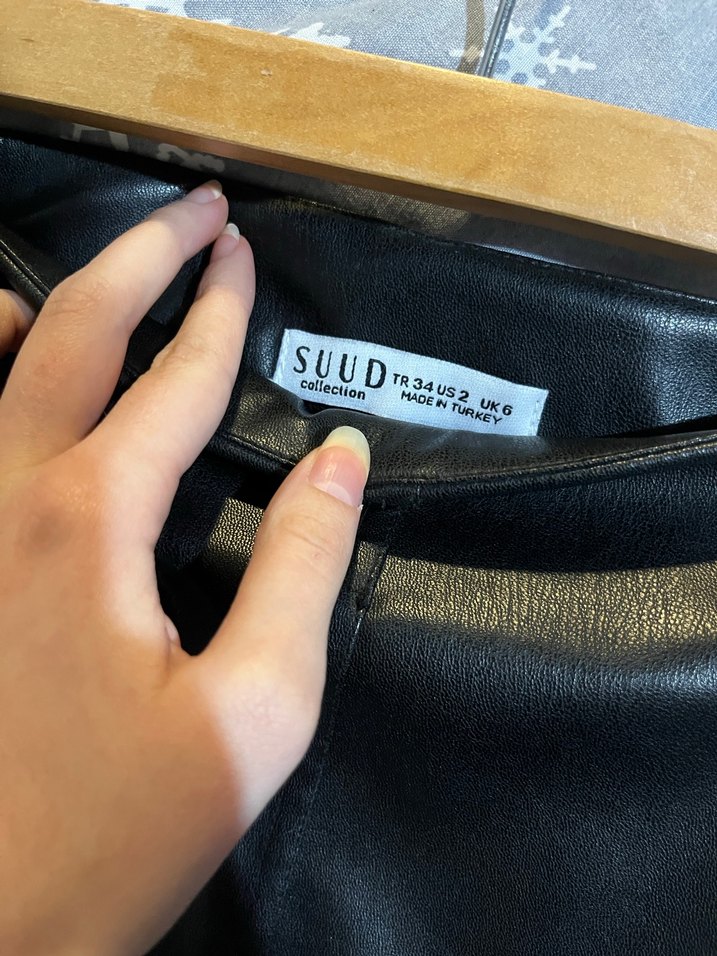 SUUD
collection
TR 34 US 2 UK 6
MADE IN TURKEY